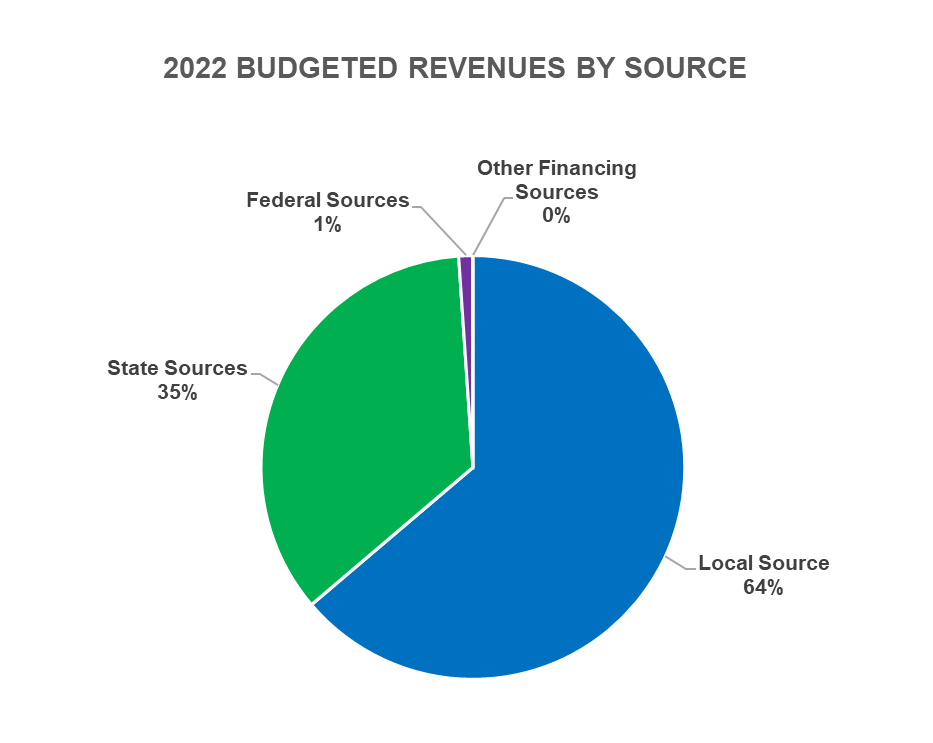 2022 BUDGETED REVENUES BY SOURCE
Other Financing
Sources
0%
Federal Sources
1%
State Sources
35%
Local Source
64%